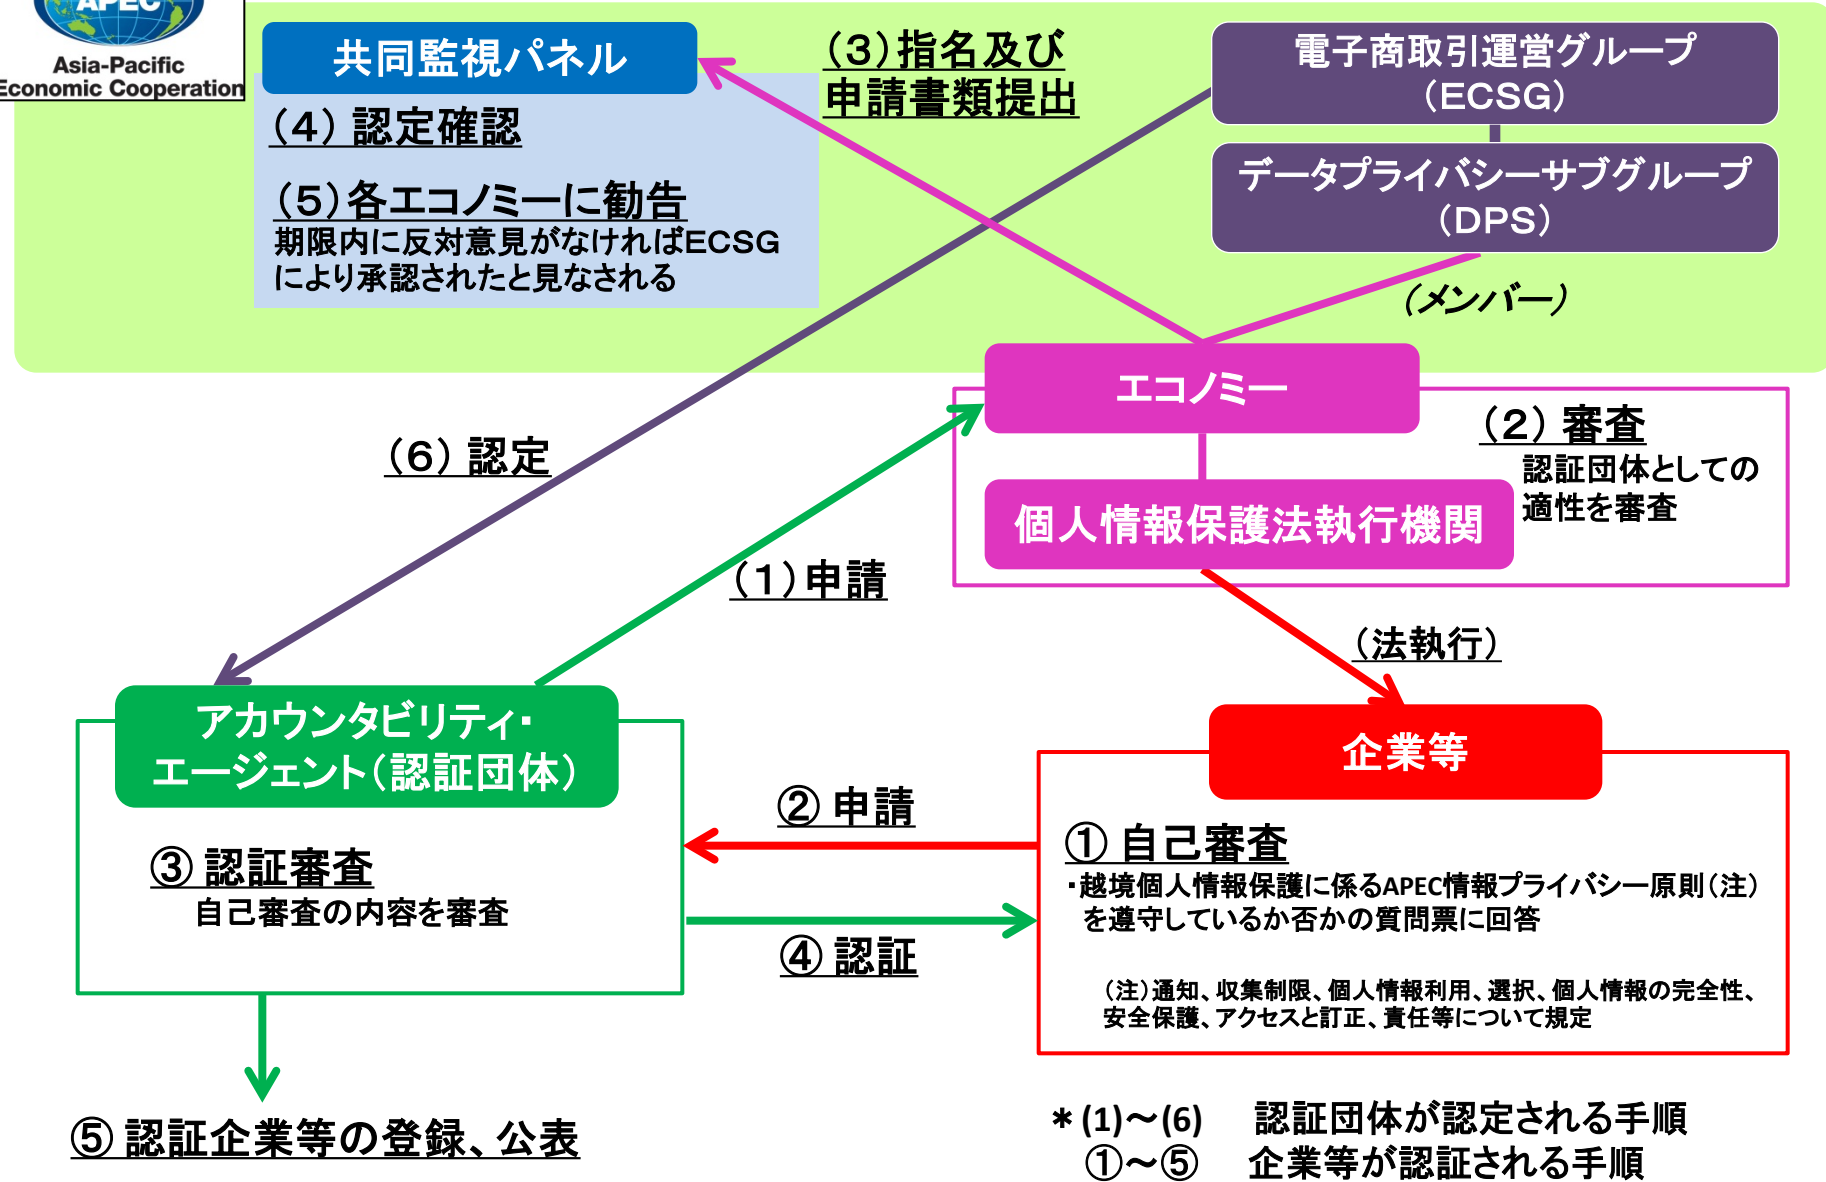 APEC
Asia-Pacific
Economic Cooperation
共同監視パネル
(4) 認定確認
(5) 各エコノミーに勧告
期限内に反対意見がなければECSG
により承認されたと見なされる
(3) 指名及び
申請書類提出
電子商取引運営グループ
(ECSG)
データプライバシーサブグループ
(DPS)
(メンバー)
エコノミー
(2) 審査
認証団体としての
適性を審査
個人情報保護法執行機関
(6) 認定
(1) 申請
(法執行)
アカウンタビリティ・
エージェント(認証団体)
③ 認証審査
自己審査の内容を審査
② 申請
④ 認証
企業等
① 自己審査
・越境個人情報保護に係るAPEC情報プライバシー原則(注)
を遵守しているか否かの質問票に回答
(注)通知、収集制限、個人情報利用、選択、個人情報の完全性、
安全保護、アクセスと訂正、責任等について規定
⑤ 認証企業等の登録、公表
＊(1)～(6) 認証団体が認定される手順
①～⑤ 企業等が認証される手順